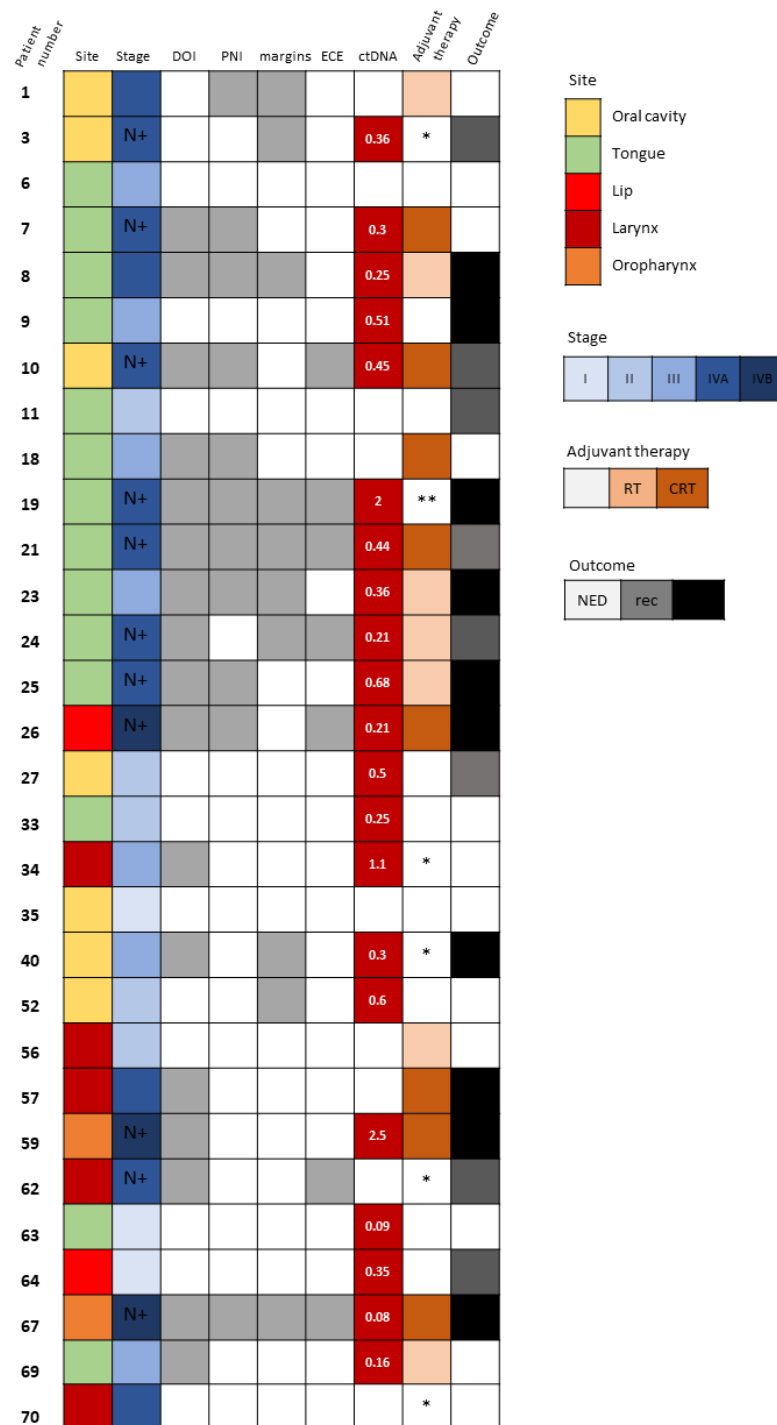 Patient number Site Stage DOI PNI margins ECE ctDNA Adjuvant therapy Outcome
1
3 N+ 0.36 *
6
7 N+ 0.3
8 0.25
9 0.51
10 N+ 0.45
11
18
19 N+ 2 **
21 N+ 0.44
23 0.36
24 N+ 0.21
25 N+ 0.68
26 N+ 0.21
27 0.5
33 0.25
34 1.1 *
35
40 0.3 *
52 0.6
56
57
59 N+ 2.5
62 N+ *
63 0.09
64 0.35
67 N+ 0.08
69 0.16
70 *
Site
Oral cavity
Tongue
Lip
Larynx
Oropharynx
Stage
I II III IVA IVB
Adjuvant therapy
RT CRT
Outcome
NED rec